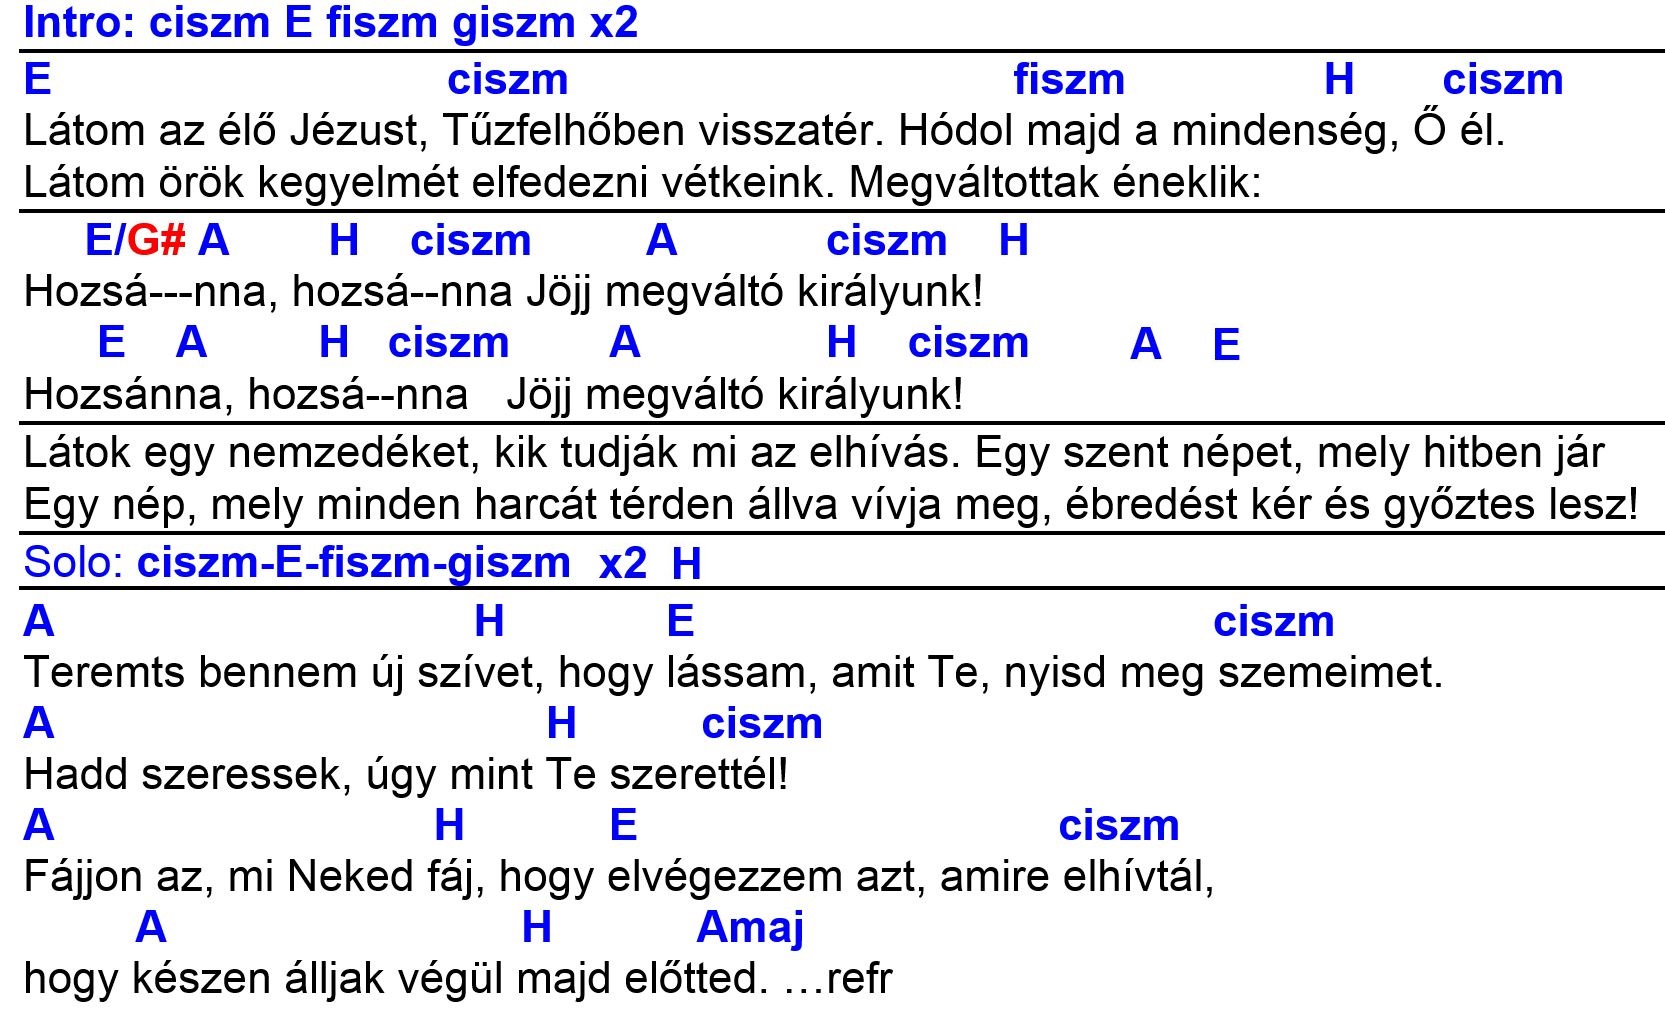 Intro: ciszm E fiszm giszm x2
E ciszm fiszm H ciszm
Látom az élő Jézust, Tűzfelhőben visszatér. Hódol majd a mindenség, Ő él.
Látom örök kegyelmét elfedezni vétkeink. Megváltottak éneklik:
E/G# A H ciszm A ciszm H
Hozsá---nna, hozsá--nna Jöjj megváltó királyunk!
E A H ciszm A H ciszm A E
Hozsánna, hozsá--nna Jöjj megváltó királyunk!
Látok egy nemzedéket, kik tudják mi az elhívás. Egy szent népet, mely hitben jár
Egy nép, mely minden harcát térden állva vívja meg, ébredést kér és győztes lesz!
Solo: ciszm-E-fiszm-giszm x2 H
A H E ciszm
Teremts bennem új szívet, hogy lássam, amit Te, nyisd meg szemeimet.
A H ciszm
Hadd szeressek, úgy mint Te szerettél!
A H E ciszm
Fájjon az, mi Neked fáj, hogy elvégezzem azt, amire elhívtál,
A H Amaj
hogy készen álljak végül majd előtted. …refr